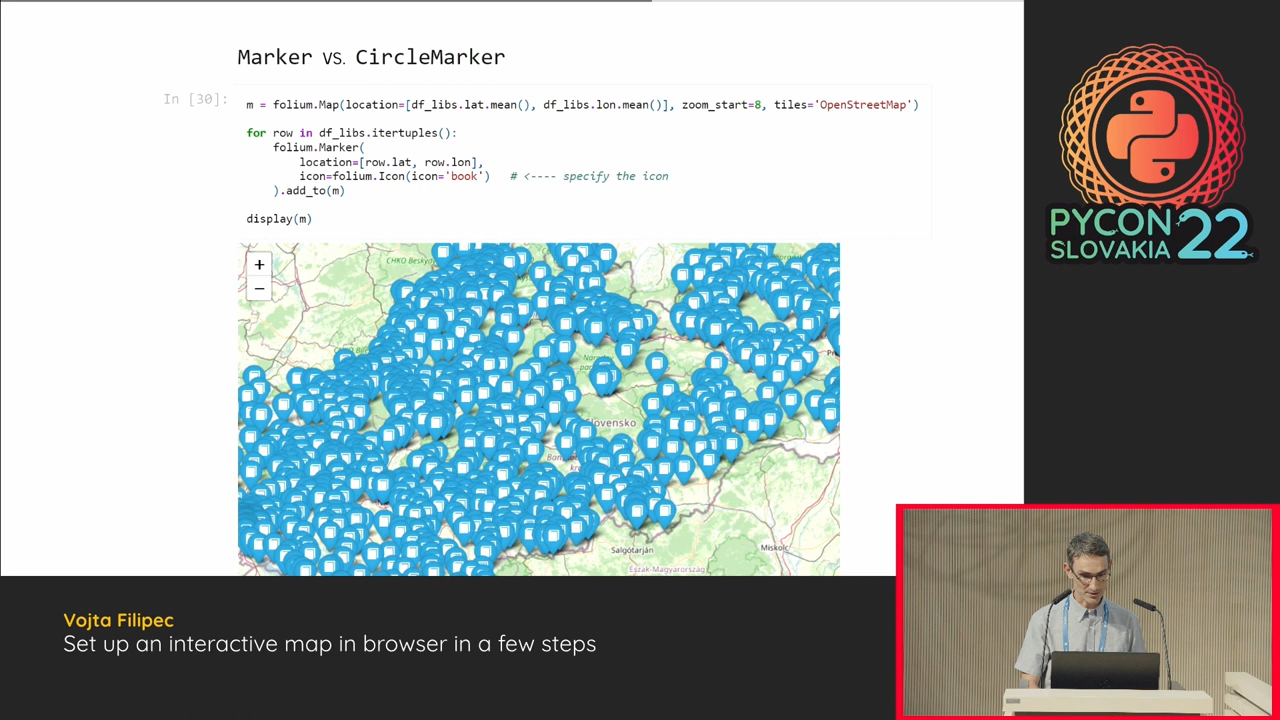 Marker vs. CircleMarker
In [30]:
m = folium.Map(location=[df_libs.lat.mean(), df_libs.lon.mean()], zoom_start=8, tiles='OpenStreetMap')
for row in df_libs.itertuples():
folium.Marker(
location=[row.lat, row.lon],
icon=folium.Icon(icon='book') # <---- specify the icon
).add_to(m)
display(m)
+
−
CHKO Beskydy
Slovensko
Salgótarján
Miskolc
Észak-Magyarország
PYCON
SLOVAKIA 22
Vojta Filipec
Set up an interactive map in browser in a few steps